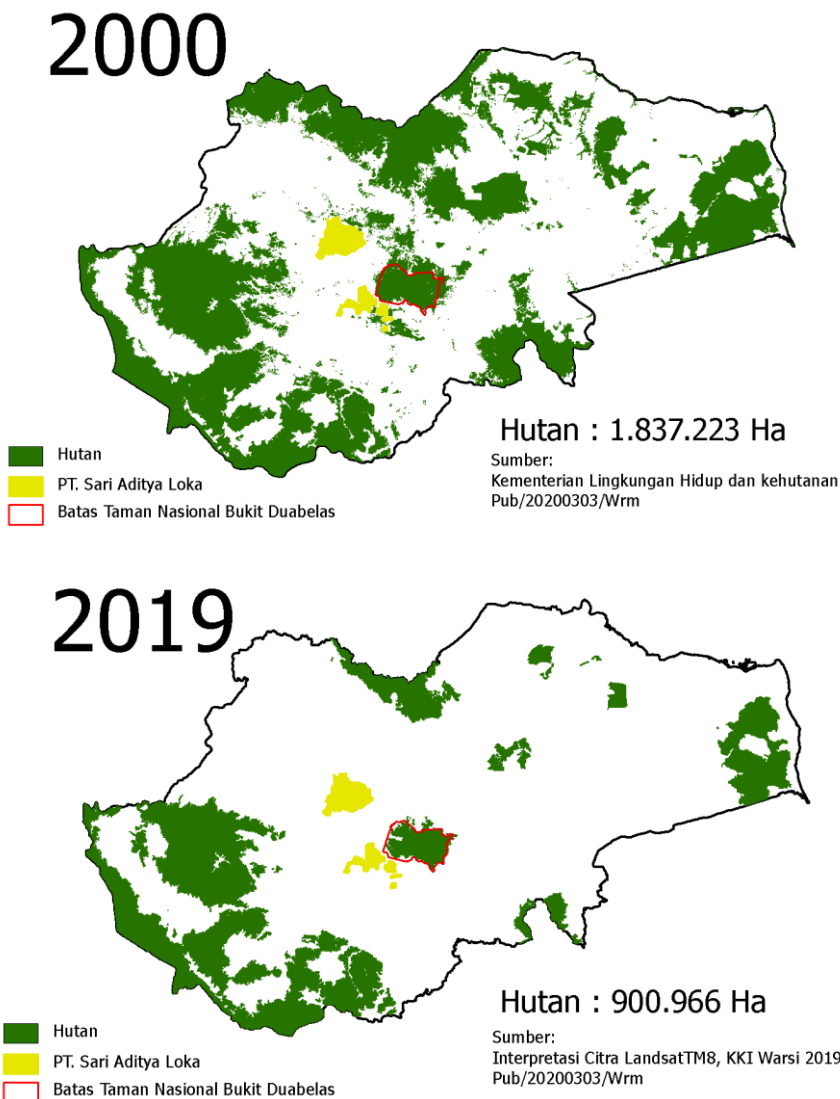 2000
Hutan : 1.837.223 Ha
Hutan
PT. Sari Aditya Loka
Batas Taman Nasional Bukit Duabelas
Sumber:
Kementerian Lingkungan Hidup dan kehutanan
Pub/20200303/Wrm
2019
Hutan : 900.966 Ha
Hutan
PT. Sari Aditya Loka
Batas Taman Nasional Bukit Duabelas
Sumber:
Interpretasi Citra LandsatTM8, KKI Warsi 2019
Pub/20200303/Wrm